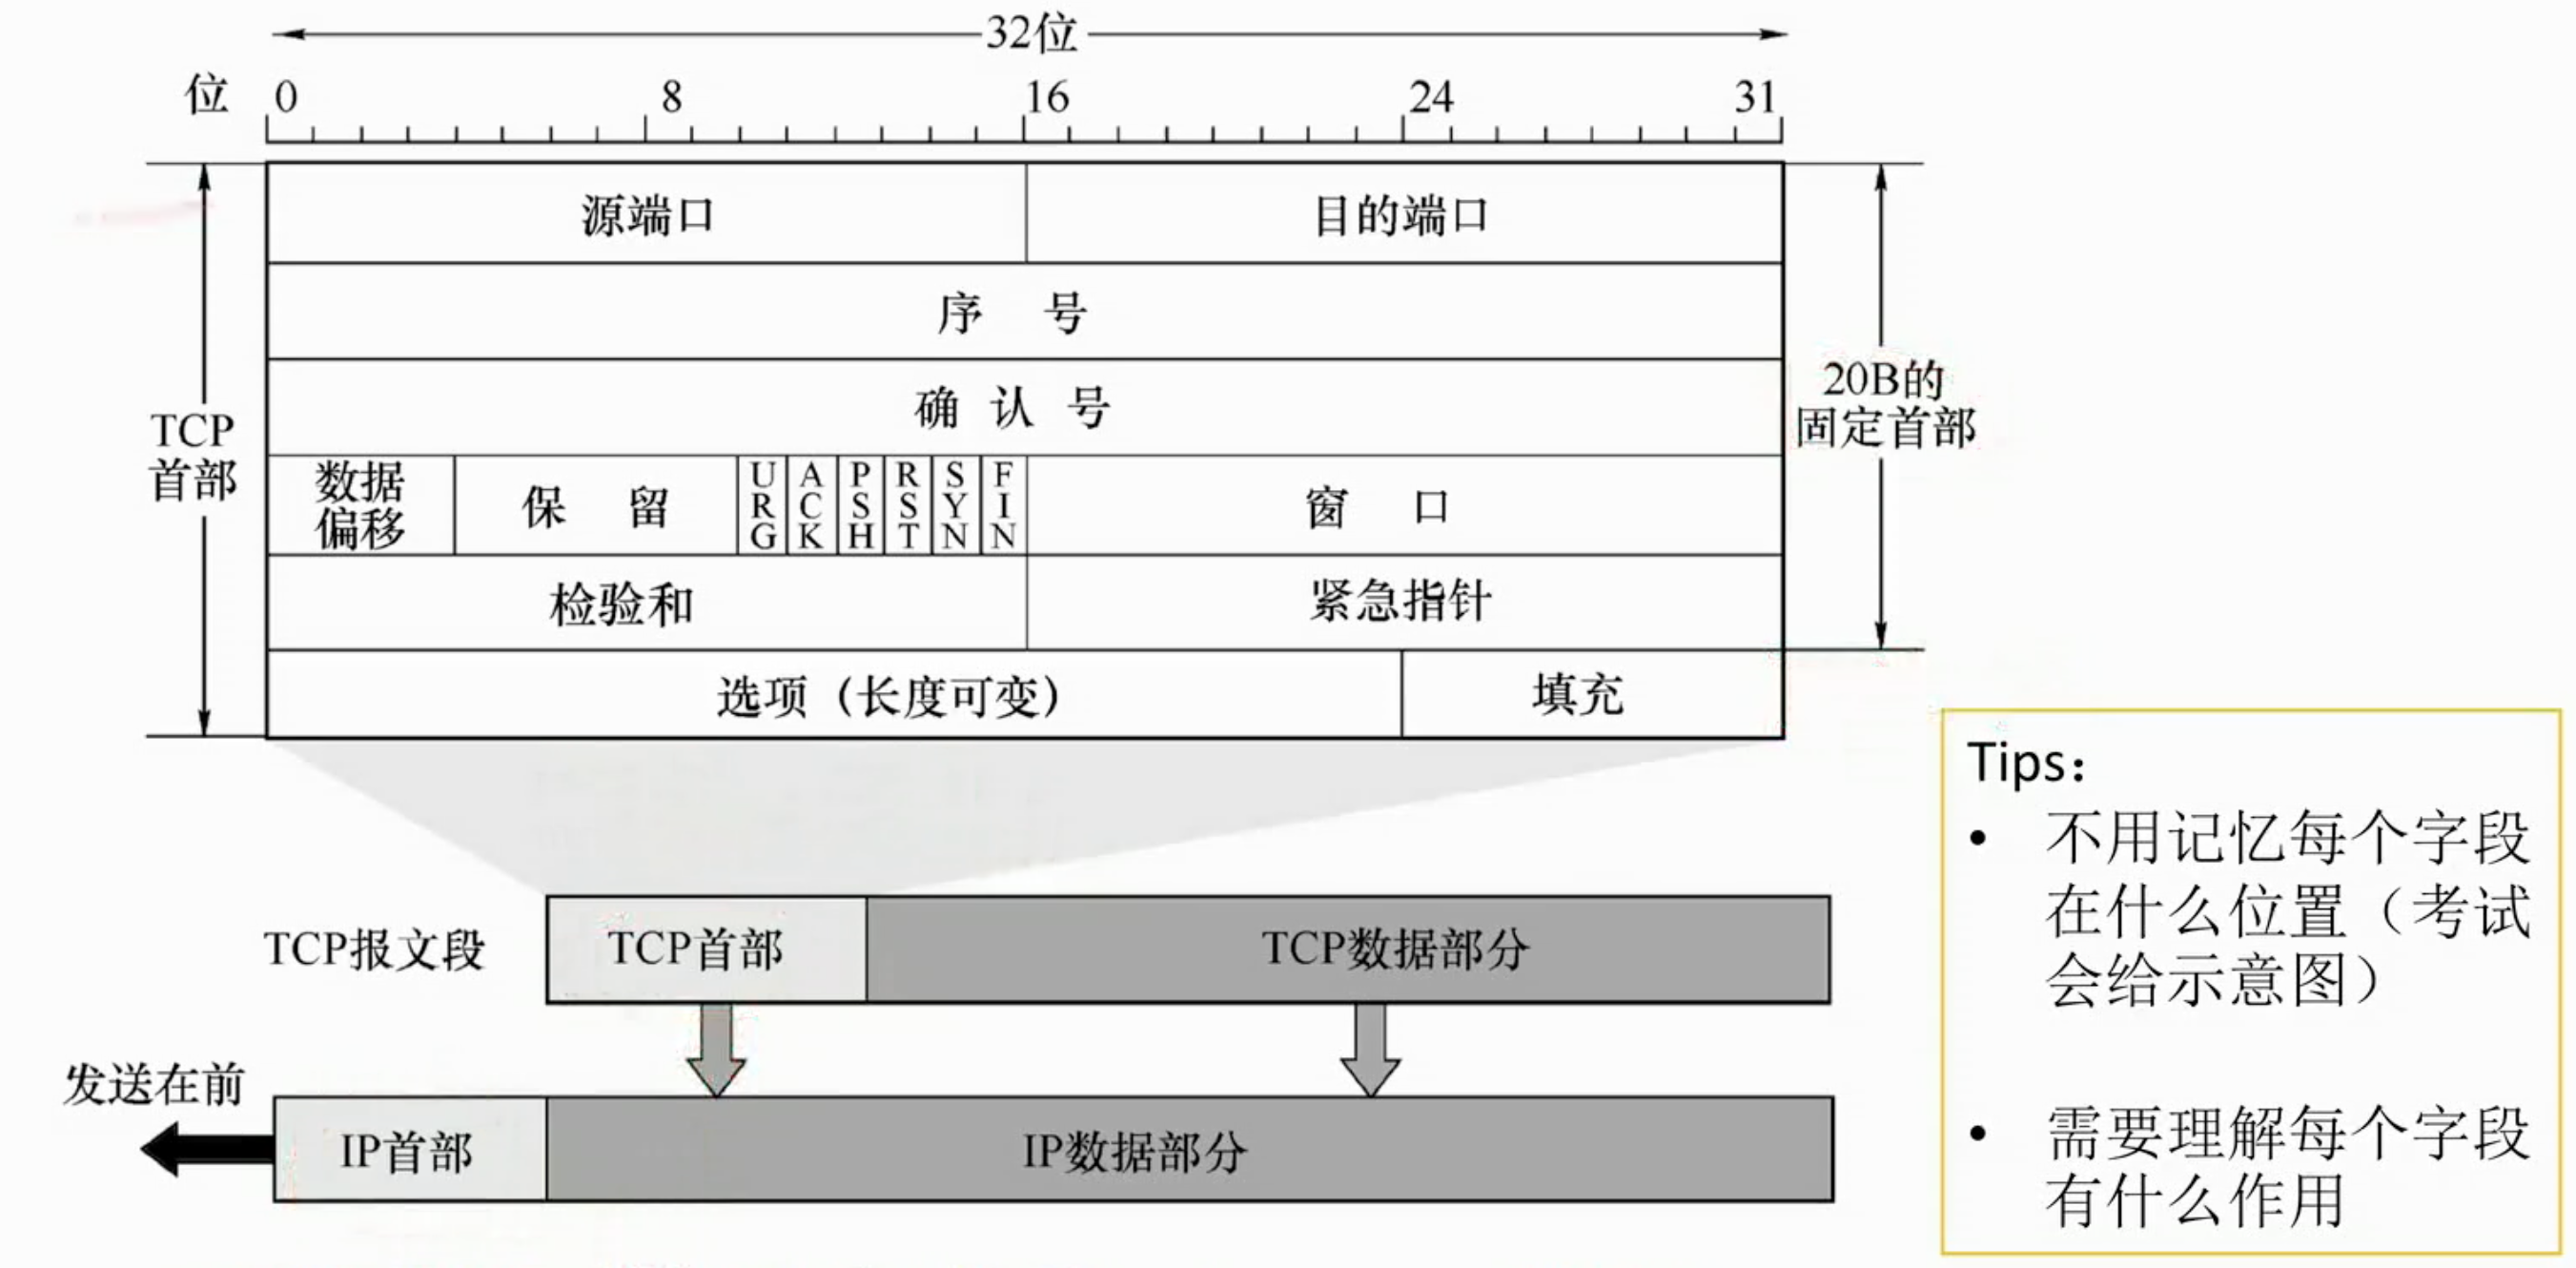 32位
位 0 8 16 24 31
源端口 目的端口
序 号
确 认 号
TCP
首部
20B的
固定首部
数据
偏移
保 留
URG
ACK
PSH
RST
SYN
FIN
窗 口
检验和 紧急指针
选项（长度可变） 填充
TCP报文段 TCP首部 TCP数据部分
发送在前
IP首部 IP数据部分
Tips：
• 不用记忆每个字段
在什么位置（考试
会给示意图）
• 需要理解每个字段
有什么作用